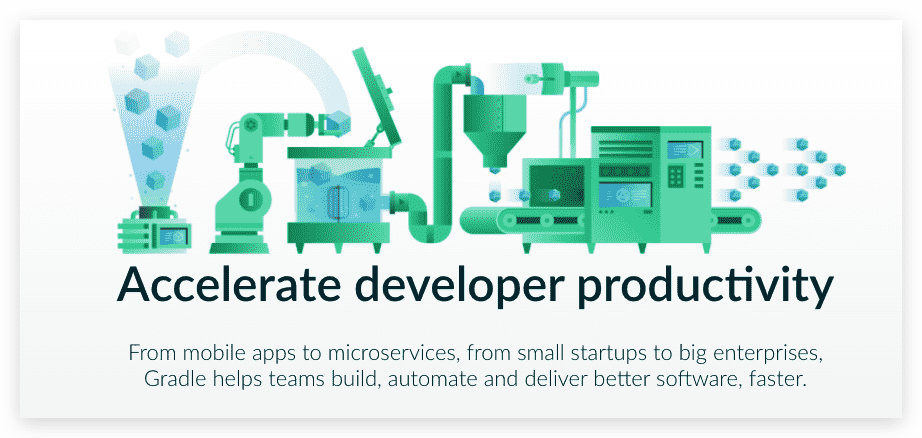 Accelerate developer productivity
From mobile apps to microservices, from small startups to big enterprises,
Gradle helps teams build, automate and deliver better software, faster.